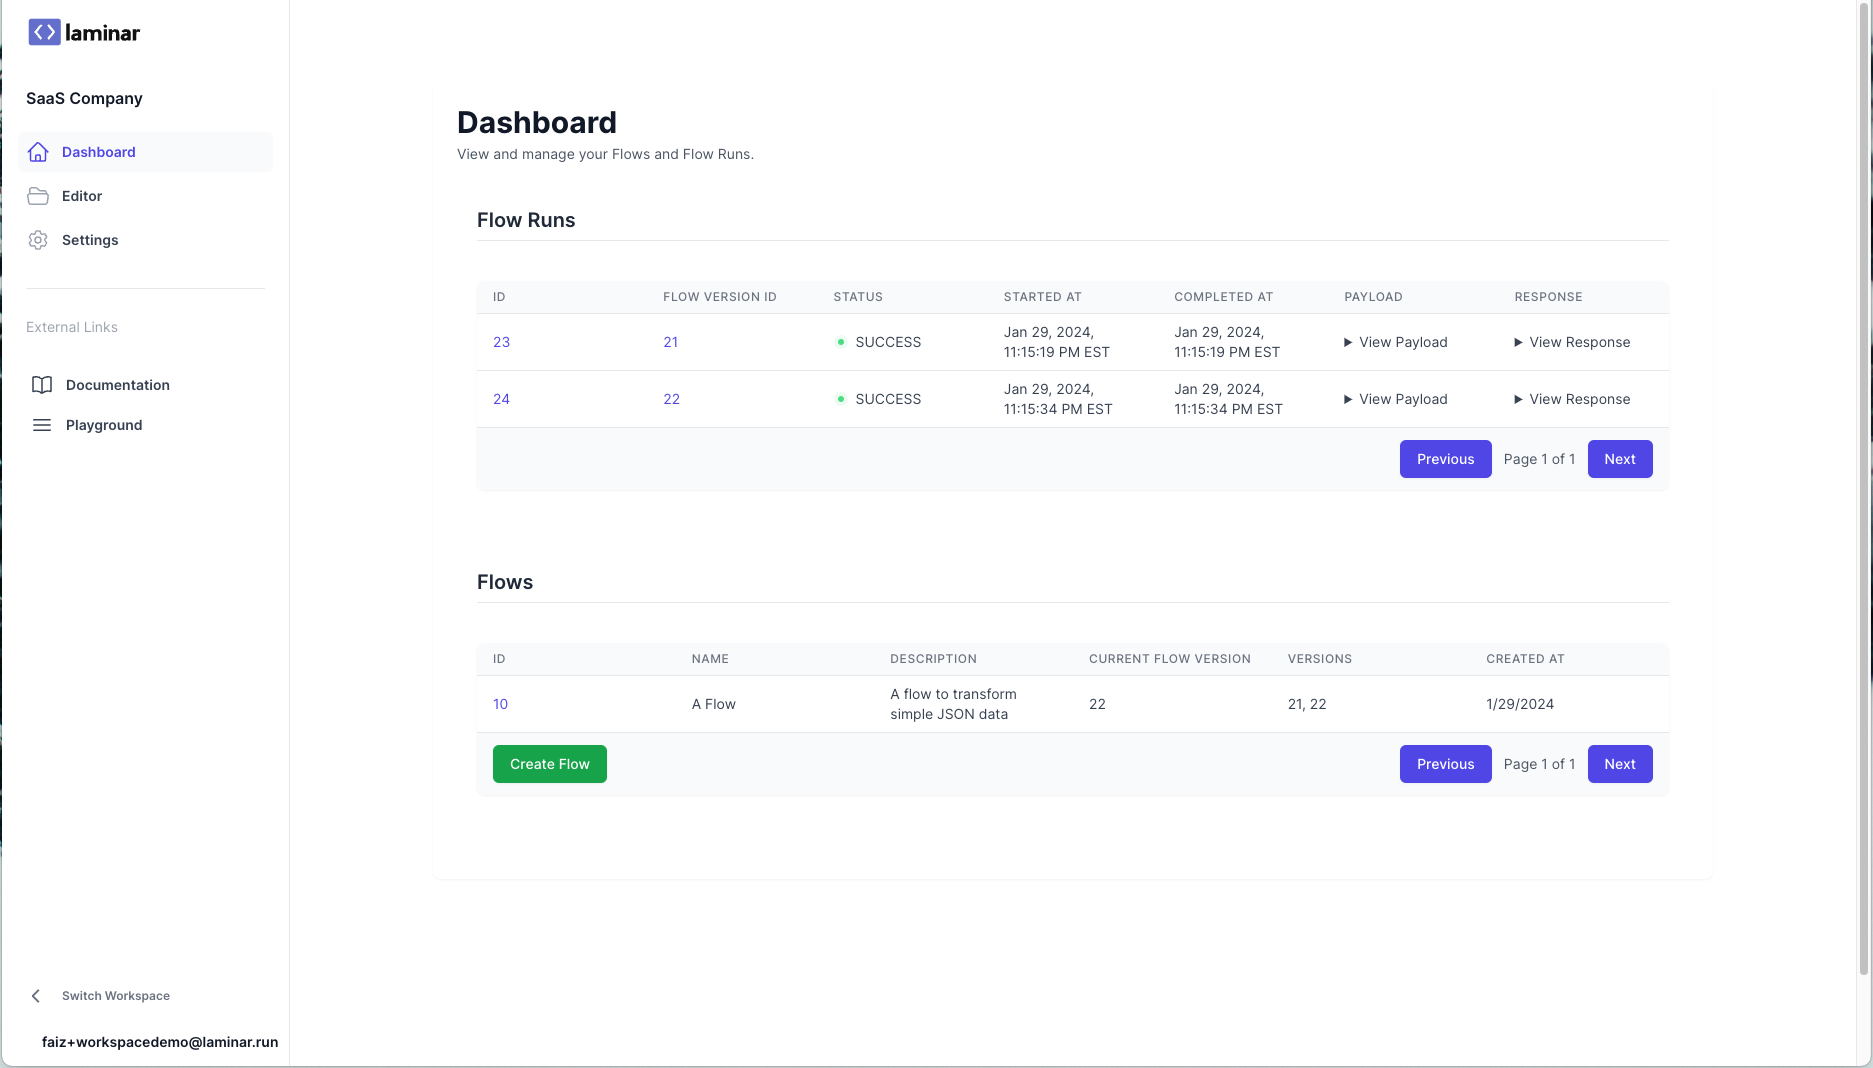 laminar
SaaS Company
Dashboard
Editor
Settings
External Links
Documentation
Playground
Switch Workspace
faiz+workspacedemo@laminar.run
Dashboard
View and manage your Flows and Flow Runs.
Flow Runs
ID FLOW VERSION ID STATUS STARTED AT COMPLETED AT PAYLOAD RESPONSE
23 21 SUCCESS Jan 29, 2024, 11:15:19 PM EST Jan 29, 2024, 11:15:19 PM EST View Payload View Response
24 22 SUCCESS Jan 29, 2024, 11:15:34 PM EST Jan 29, 2024, 11:15:34 PM EST View Payload View Response
Previous Page 1 of 1 Next
Flows
ID NAME DESCRIPTION CURRENT FLOW VERSION VERSIONS CREATED AT
10 A Flow A flow to transform simple JSON data 22 21, 22 1/29/2024
Create Flow Previous Page 1 of 1 Next